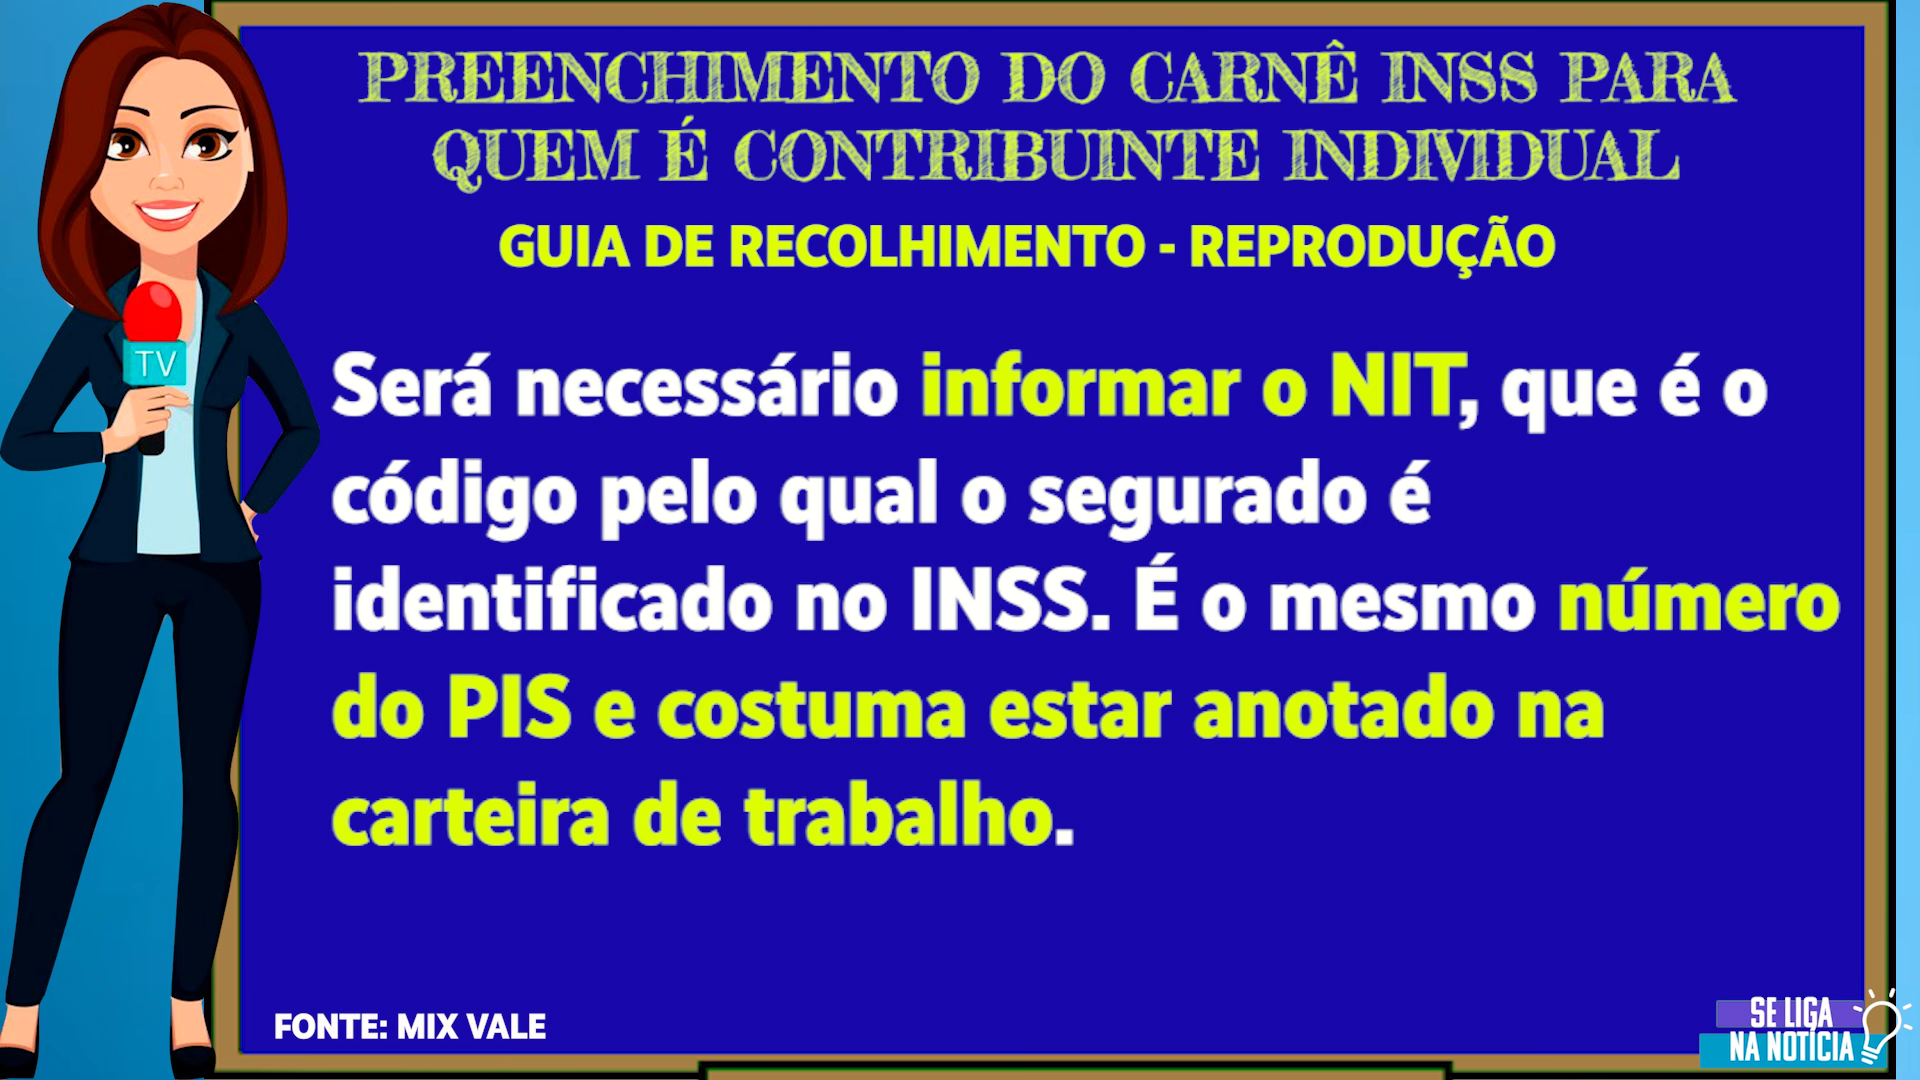 PREENCHIMENTO DO CARNÊ INSS PARA
QUEM É CONTRIBUINTE INDIVIDUAL
GUIA DE RECOLHIMENTO - REPRODUÇÃO
TV
Será necessário informar o NIT, que é o
código pelo qual o segurado é
identificado no INSS. É o mesmo número
do PIS e costuma estar anotado na
carteira de trabalho.
FONTE: MIX VALE
SE LIGA
NA NOTÍCIA